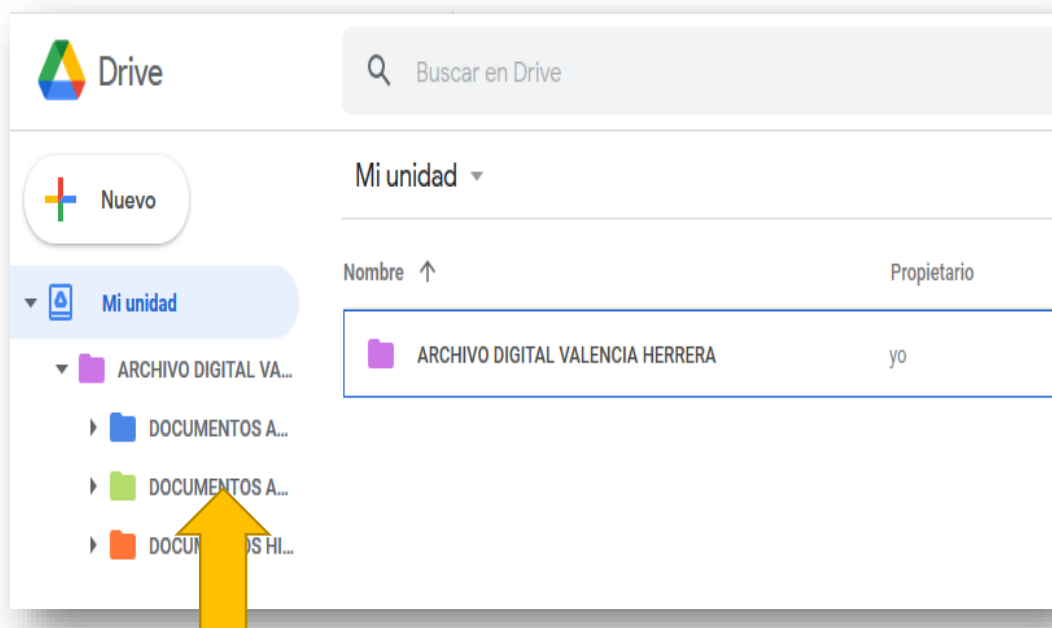 Drive
Buscar en Drive
Nuevo
Mi unidad
Nombre
Propietario
Mi unidad
ARCHIVO DIGITAL VA...
ARCHIVO DIGITAL VALENCIA HERRERA
yo
DOCUMENTOS A...
DOCUMENTOS A...
HI...